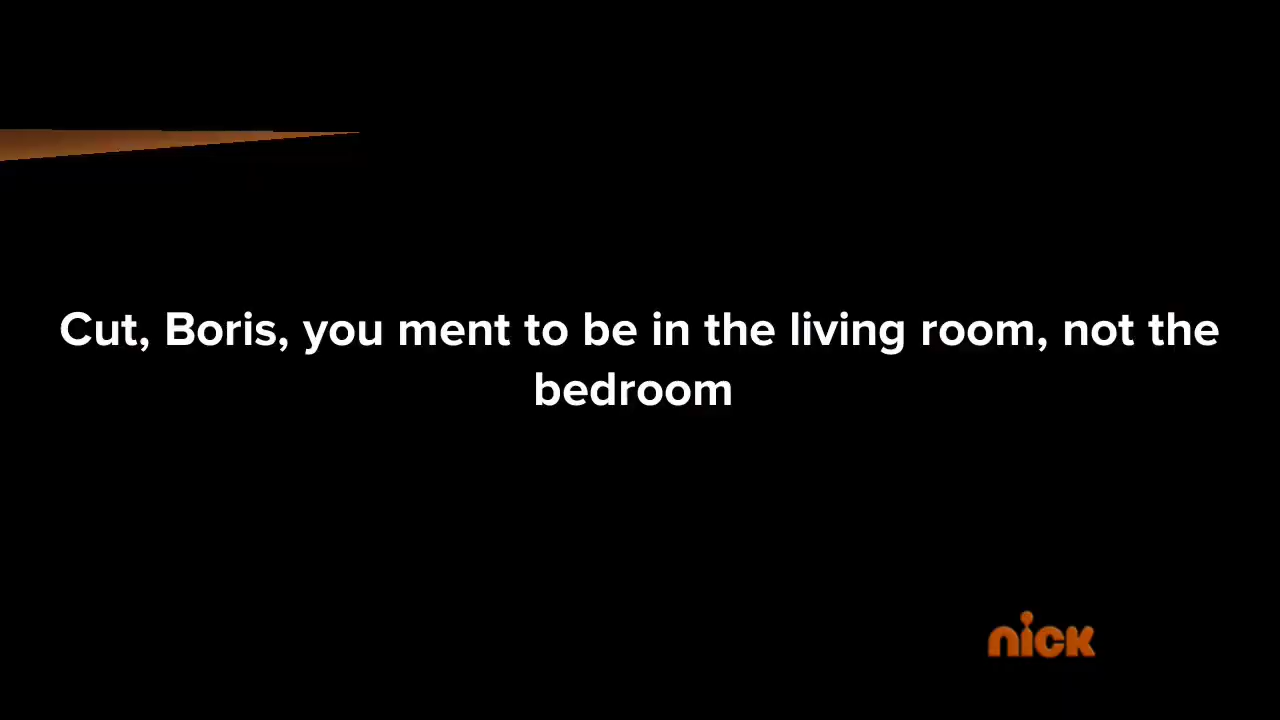 Cut, Boris, you ment to be in the living room, not the
bedroom
nick